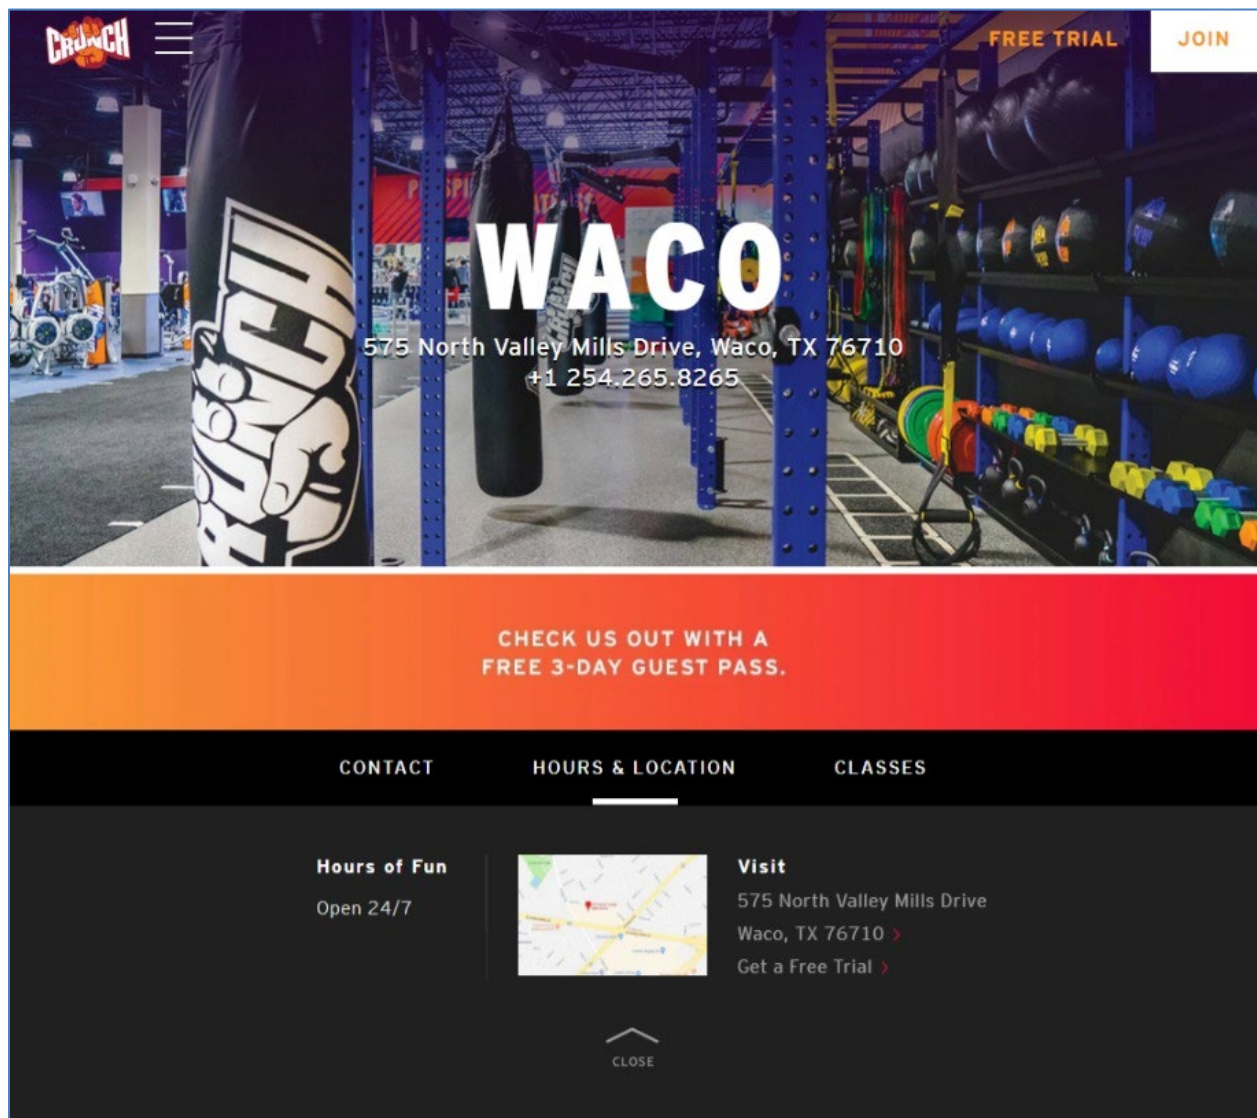 CRUNCH
FREE TRIAL
JOIN
WACO
575 North Valley Mills Drive, Waco, TX 76710
+1 254.265.8265
CRUNCH
CHECK US OUT WITH A
FREE 3-DAY GUEST PASS.
CONTACT
HOURS & LOCATION
CLASSES
Hours of Fun
Open 24/7
Visit
575 North Valley Mills Drive
Waco, TX 76710 >
Get a Free Trial >
CLOSE